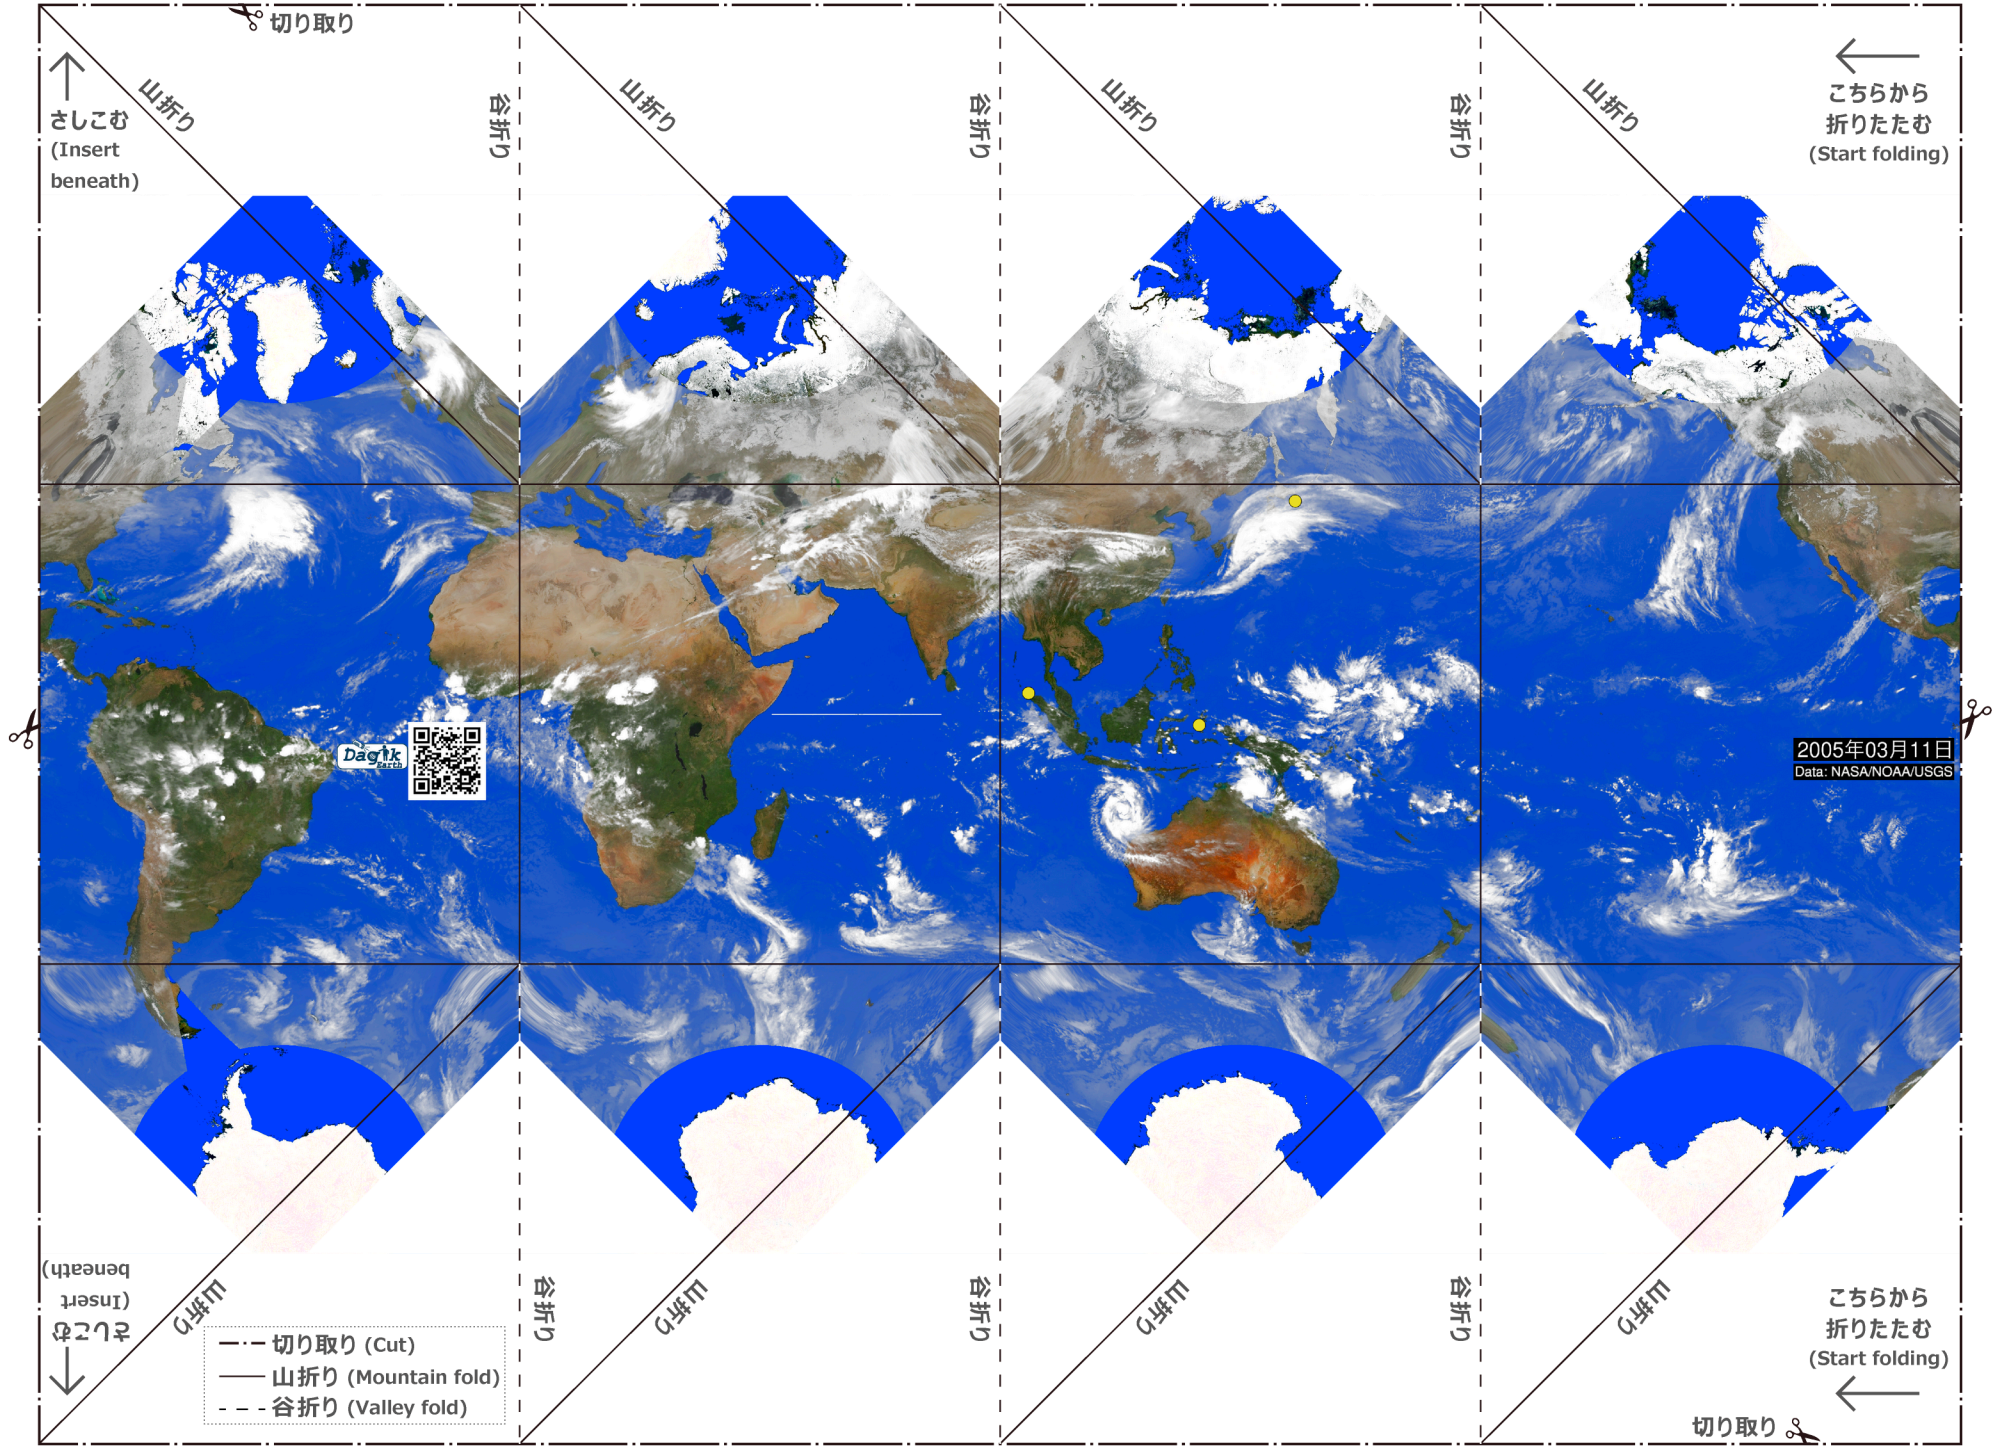 切り取り
さしこむ
(Insert
beneath)
山折り
谷折り
山折り
谷折り
山折り
谷折り
山折り
こちらから
折りたたむ
(Start folding)
Dagik
Earth
2005年03月11日
Data: NASA/NOAA/USGS
さしこむ
(Insert
beneath)
山折り
谷折り
山折り
谷折り
山折り
谷折り
山折り
こちらから
折りたたむ
(Start folding)
切り取り (Cut)
山折り (Mountain fold)
谷折り (Valley fold)
切り取り